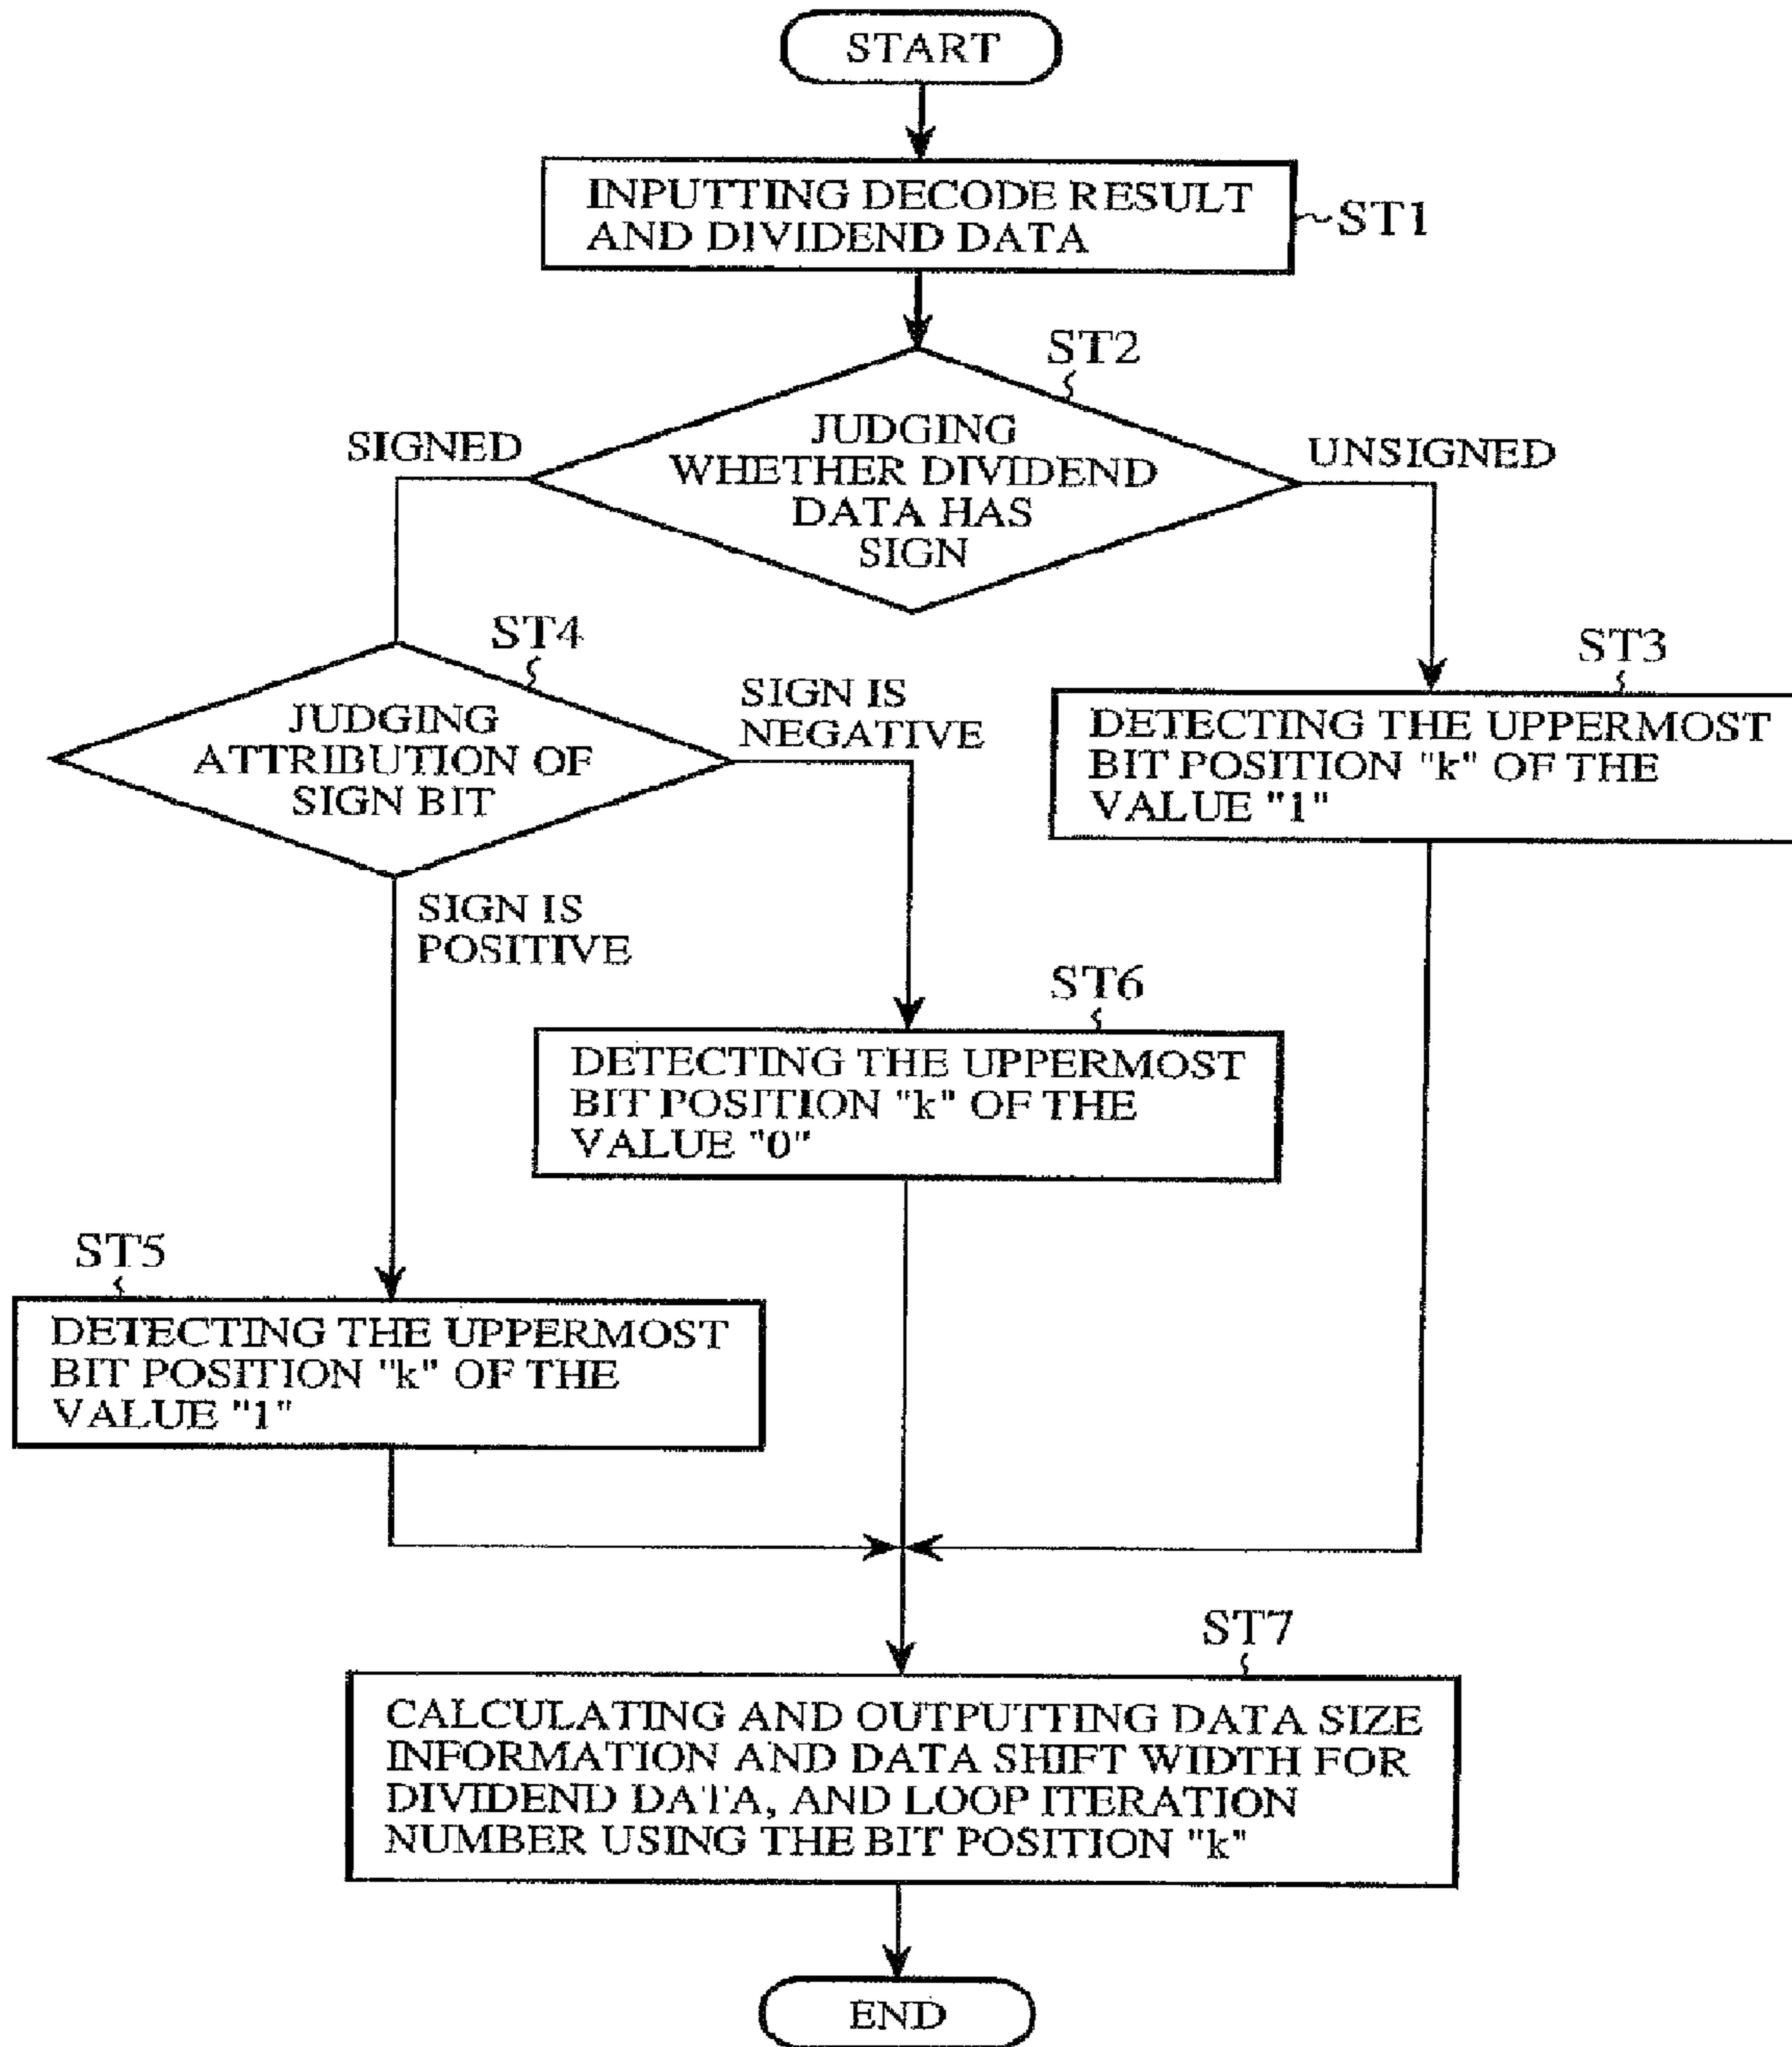 START
INPUTTING DECODE RESULT
AND DIVIDEND DATA
ST1
ST2
JUDGING
WHETHER DIVIDEND
DATA HAS
SIGN
SIGNED
UNSIGNED
ST4
JUDGING
ATTRIBUTION OF
SIGN BIT
SIGN IS
NEGATIVE
ST3
DETECTING THE UPPERMOST
BIT POSITION "k" OF THE
VALUE "1"
SIGN IS
POSITIVE
ST6
DETECTING THE UPPERMOST
BIT POSITION "k" OF THE
VALUE "0"
ST5
DETECTING THE UPPERMOST
BIT POSITION "k" OF THE
VALUE "1"
ST7
CALCULATING AND OUTPUTTING DATA SIZE
INFORMATION AND DATA SHIFT WIDTH FOR
DIVIDEND DATA, AND LOOP ITERATION
NUMBER USING THE BIT POSITION "k"
END